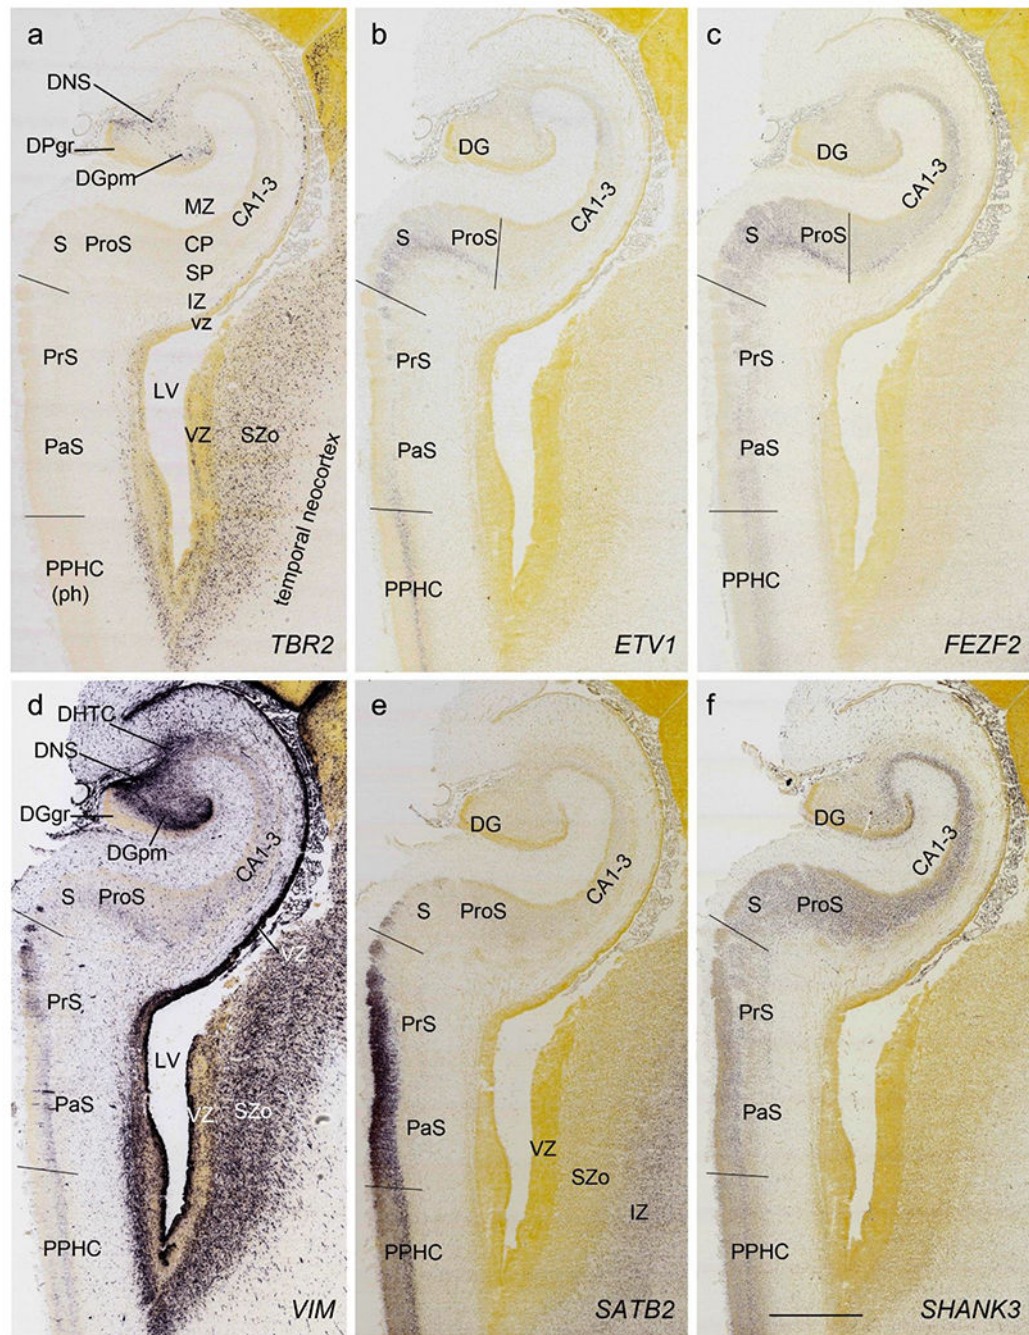 a
DNS
DPgr
DGpm
MZ
CA1-3
S ProS CP
SP
IZ
VZ
PrS
LV
VZ SZo
PaS
temporal neocortex
PPHC
(ph)
TBR2
b
DG
CA1-3
S ProS
PrS
PaS
PPHC
ETV1
c
DG
CA1-3
S ProS
PrS
PaS
PPHC
FEZF2
d
DHTC
DNS
DGgr
DGpm
CA1-3
S ProS
VZ
PrS
LV
PaS VZ SZo
PPHC
VIM
e
DG
CA1-3
S ProS
PrS
PaS
VZ
SZo
IZ
PPHC
SATB2
f
DG
CA1-3
S ProS
PrS
PaS
PPHC
SHANK3